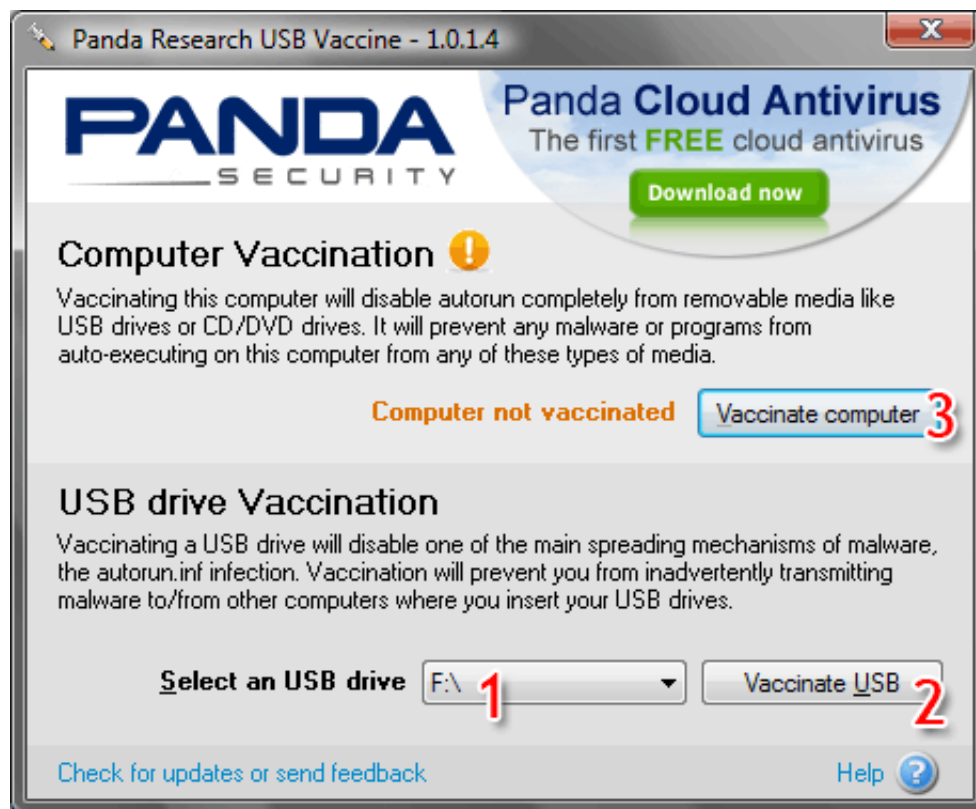 Panda Research USB Vaccine - 1.0.1.4
x
PANDA
SECURITY
Panda Cloud Antivirus
The first FREE cloud antivirus
Download now
Computer Vaccination
Vaccinating this computer will disable autorun completely from removable media like
USB drives or CD/DVD drives. It will prevent any malware or programs from
auto-executing on this computer from any of these types of media.
Computer not vaccinated Vaccinate computer 3
USB drive Vaccination
Vaccinating a USB drive will disable one of the main spreading mechanisms of malware,
the autorun.inf infection. Vaccination will prevent you from inadvertently transmitting
malware to/from other computers where you insert your USB drives.
Select an USB drive F:\ 1 Vaccinate USB 2
Check for updates or send feedback Help ?